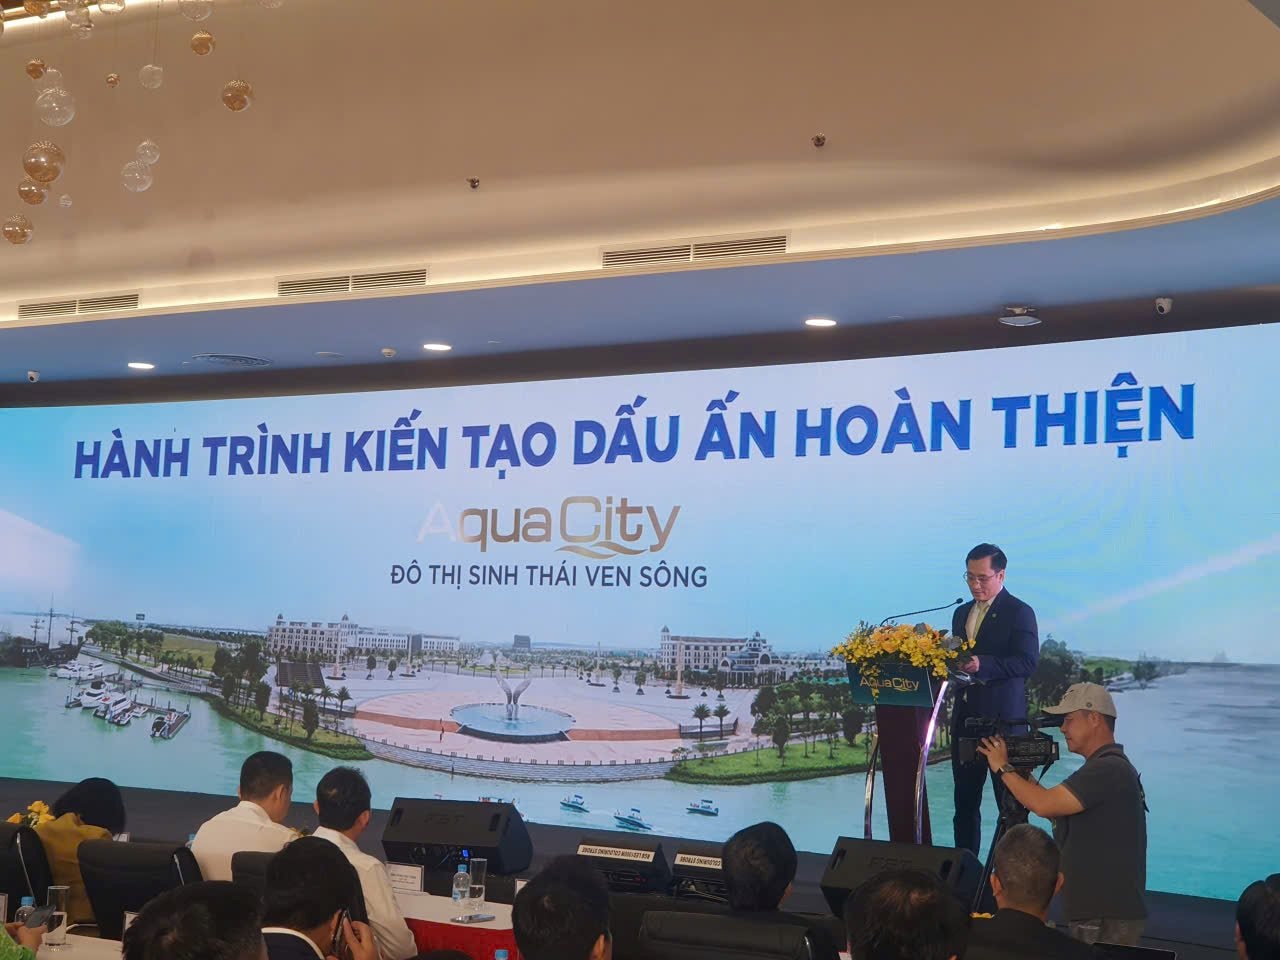 HÀNH TRÌNH KIẾN TẠO DẤU ẤN HOÀN THIỆN
AquaCity
ĐÔ THỊ SINH THÁI VEN SÔNG
AquaCity